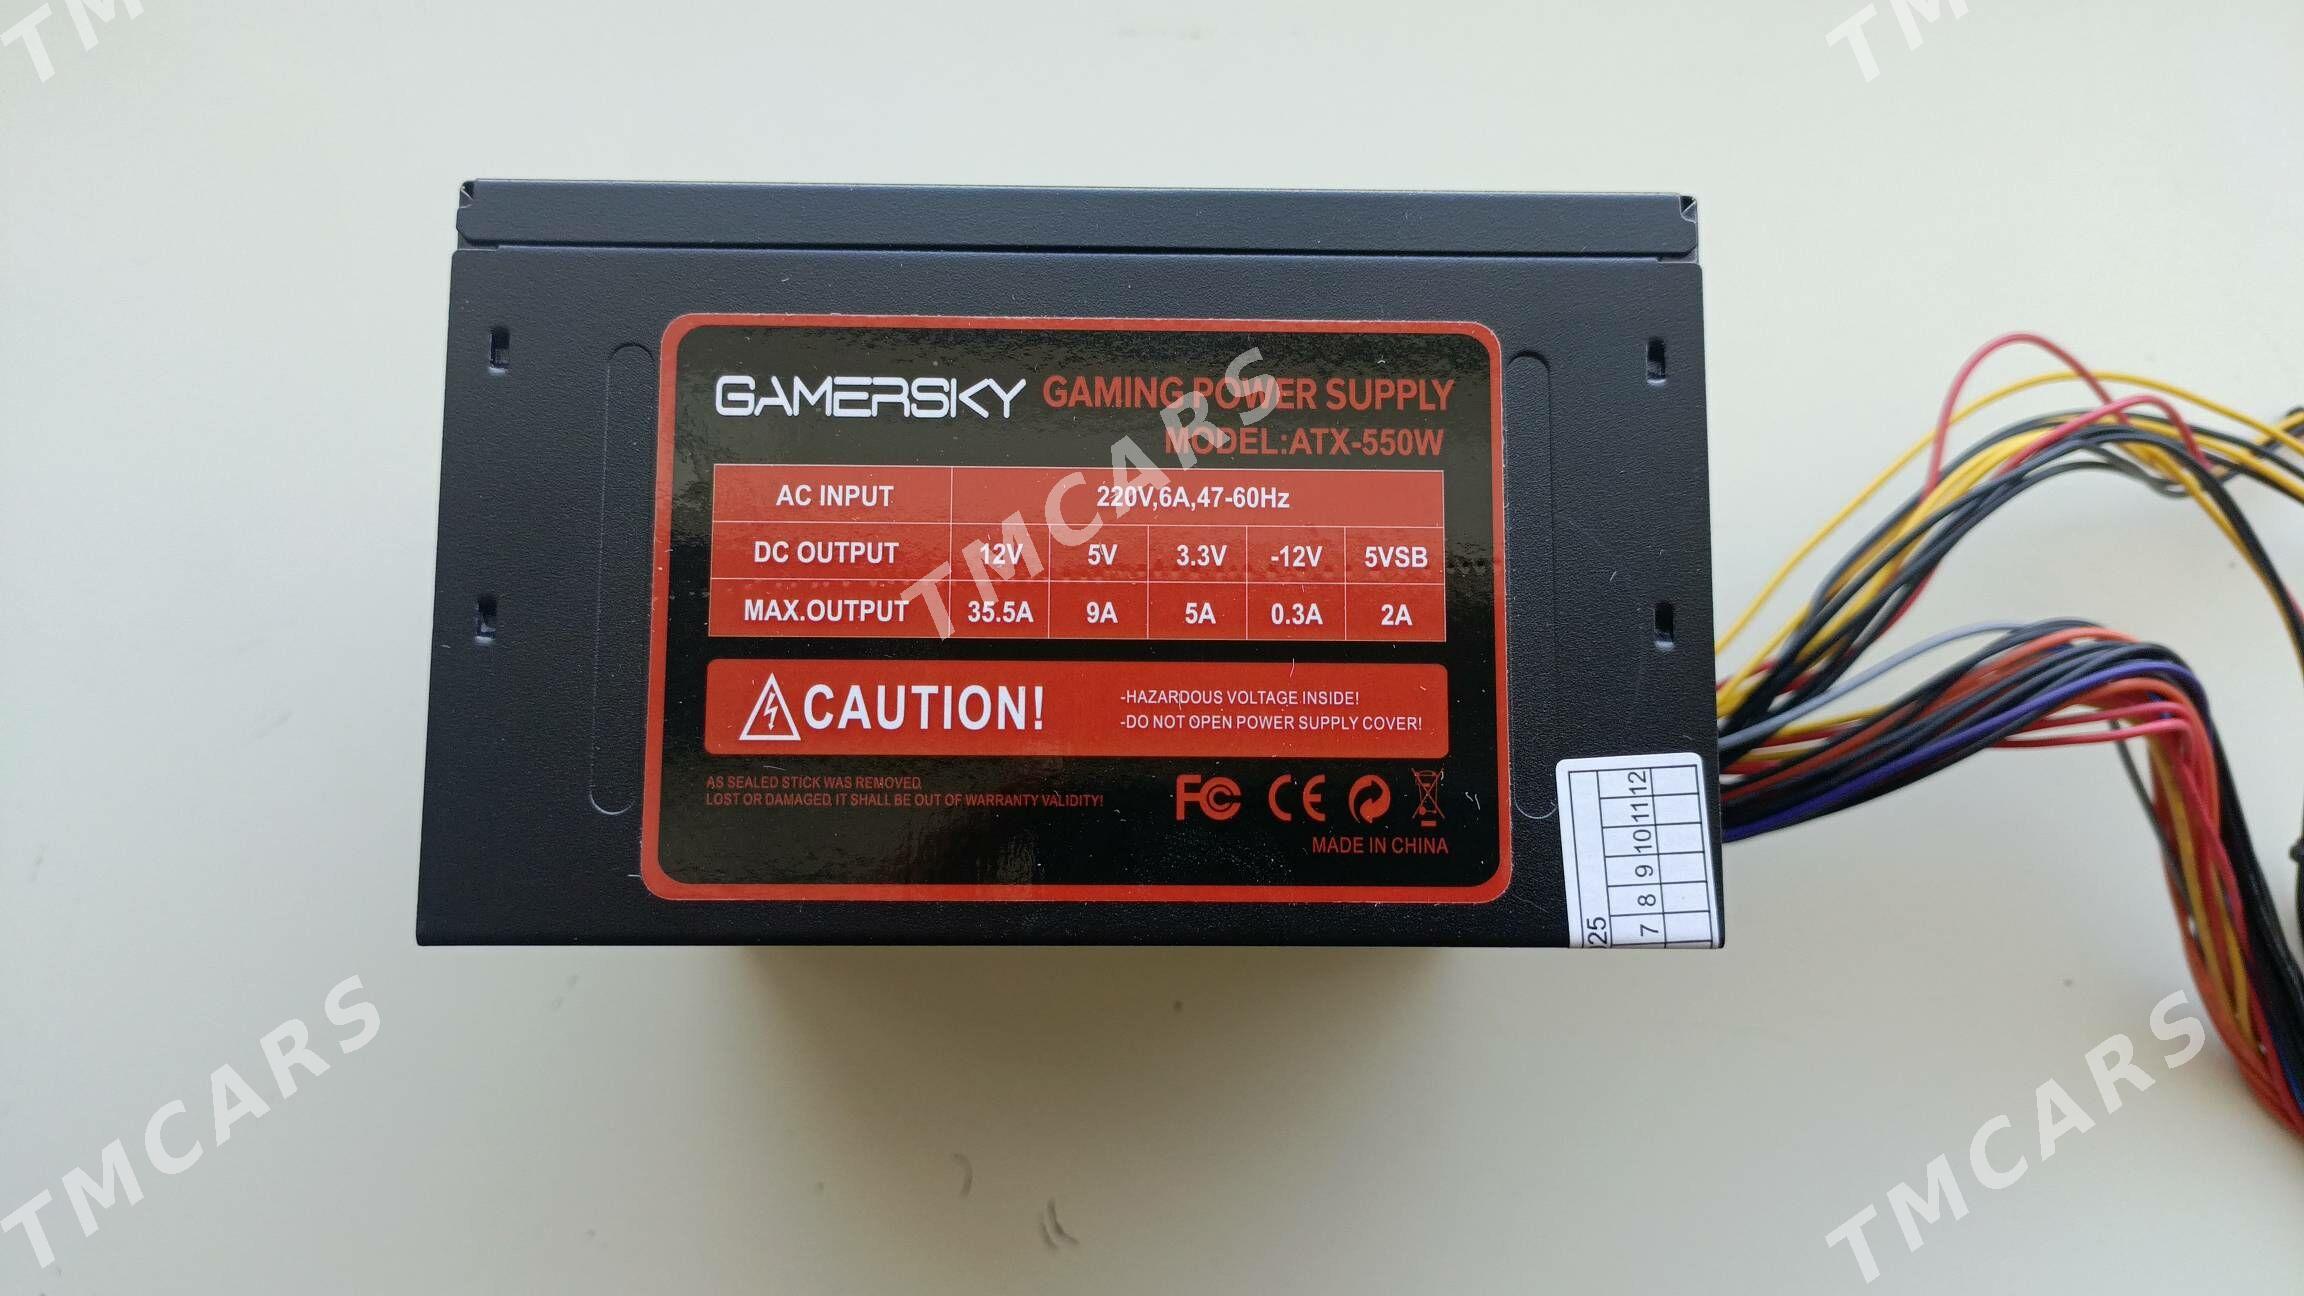 TMCARS
TMCARS
GAMERSKY GAMING POWER SUPPLY
MODEL:ATX-550W
AC INPUT 220V,6A,47-60Hz
DC OUTPUT 12V 5V 3.3V -12V 5VSB
MAX.OUTPUT 35.5A 9A 5A 0.3A 2A
TMCARS
CAUTION!
-HAZARDOUS VOLTAGE INSIDE!
-DO NOT OPEN POWER SUPPLY COVER!
AS SEALED STICK WAS REMOVED,
LOST OR DAMAGED, IT SHALL BE OUT OF WARRANTY VALIDITY!
FC CE
MADE IN CHINA
025
7 8 9 10 11 12
TMCARS
TMCARS